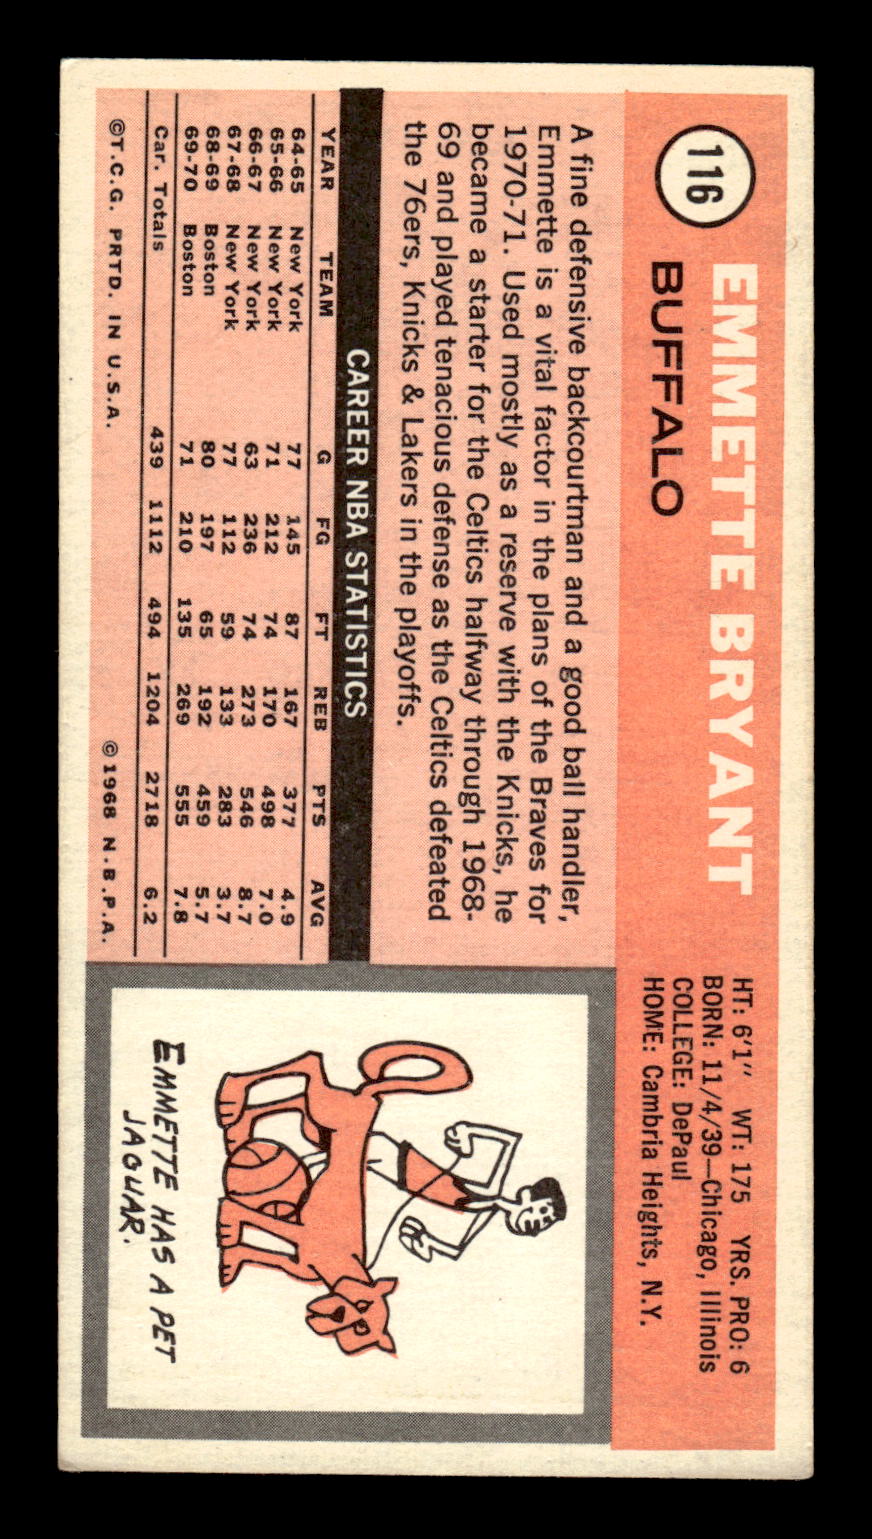 116
EMMETTE BRYANT
BUFFALO
HT: 6'1" WT: 175 YRS. PRO: 6
BORN: 11/4/39—Chicago, Illinois
COLLEGE: DePaul
HOME: Cambria Heights, N.Y.
A fine defensive backcourtman and a good ball handler,
Emmette is a vital factor in the plans of the Braves for
1970-71. Used mostly as a reserve with the Knicks, he
became a starter for the Celtics halfway through 1968-
69 and played tenacious defense as the Celtics defeated
the 76ers, Knicks & Lakers in the playoffs.
CAREER NBA STATISTICS
YEAR TEAM G FG FT REB PTS AVG
64-65 New York 77 145 87 167 377 4.9
65-66 New York 71 212 74 170 498 7.0
66-67 New York 63 236 74 273 546 8.7
67-68 New York 77 112 59 133 283 3.7
68-69 Boston 80 197 65 192 459 5.7
69-70 Boston 71 210 135 269 555 7.8
Car. Totals 439 1112 494 1204 2718 6.2
©T.C.G. PRTD. IN U.S.A. ©1968 N.B.P.A.
EMMETTE HAS A PET
JAGUAR.